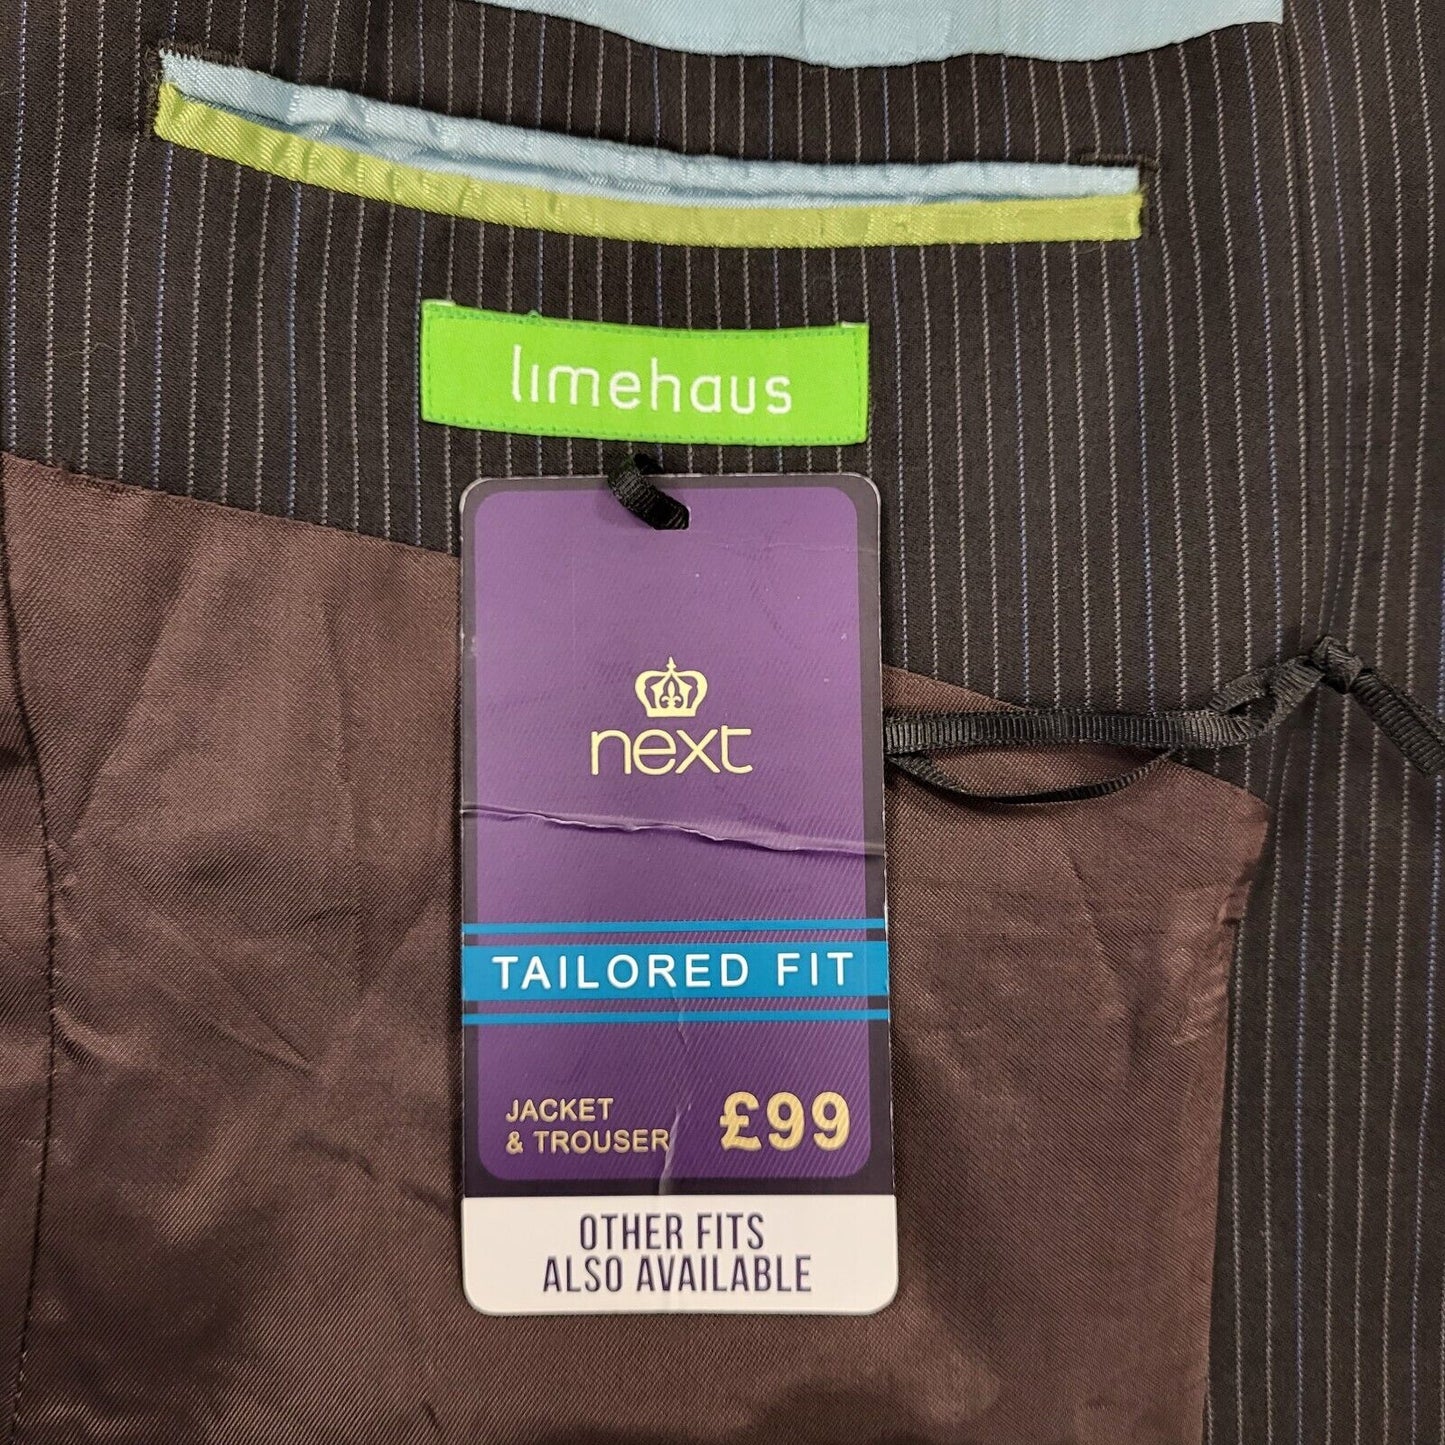 limehaus
next
TAILORED FIT
JACKET
& TROUSER £99
OTHER FITS
ALSO AVAILABLE